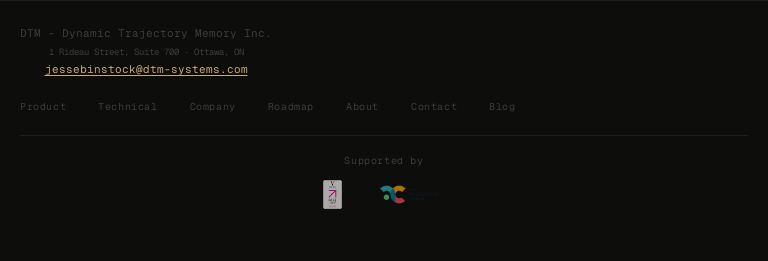 DTM - Dynamic Trajectory Memory Inc.
1 Rideau Street, Suite 700 · Ottawa, ON
jessebinstock@dtm-systems.com
Product Technical Company Roadmap About Contact Blog
Supported by